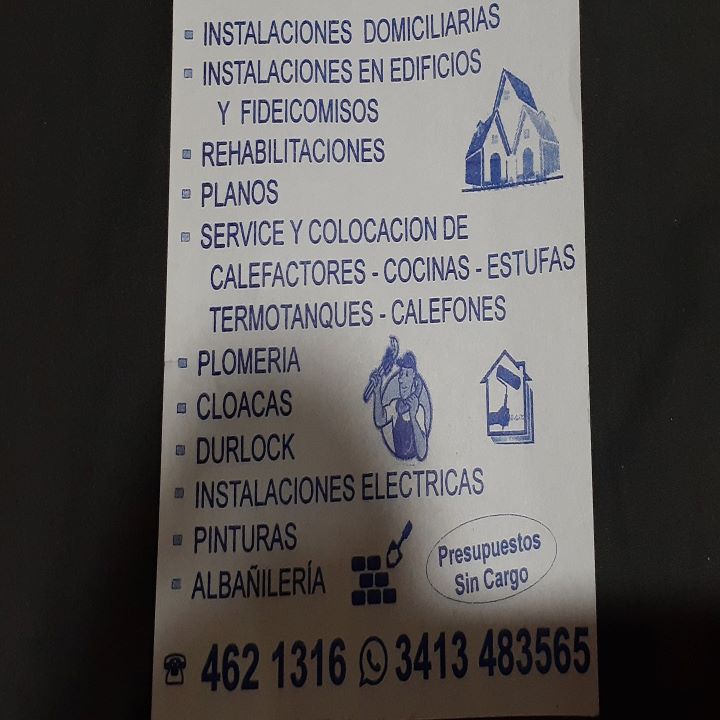 ▪ INSTALACIONES DOMICILIARIAS
▪ INSTALACIONES EN EDIFICIOS
Y FIDEICOMISOS
▪ REHABILITACIONES
▪ PLANOS
▪ SERVICE Y COLOCACION DE
CALEFACTORES - COCINAS - ESTUFAS
TERMOTANQUES - CALEFONES
▪ PLOMERIA
▪ CLOACAS
▪ DURLOCK
▪ INSTALACIONES ELECTRICAS
▪ PINTURAS
▪ ALBAÑILERÍA
Presupuestos
Sin Cargo
462 1316 3413 483565